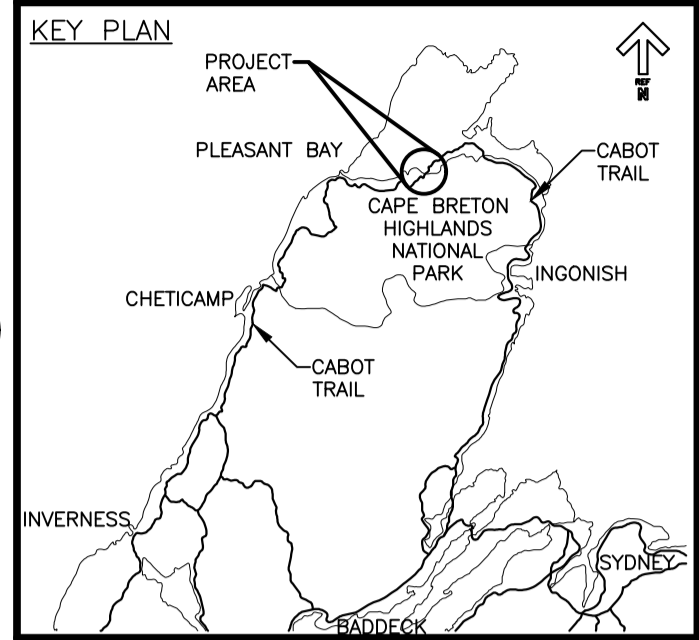 KEY PLAN
REF
N
PROJECT
AREA
PLEASANT BAY
CABOT
TRAIL
CAPE BRETON
HIGHLANDS
NATIONAL
PARK
INGONISH
CHETICAMP
CABOT
TRAIL
INVERNESS
SYDNEY
BADDECK